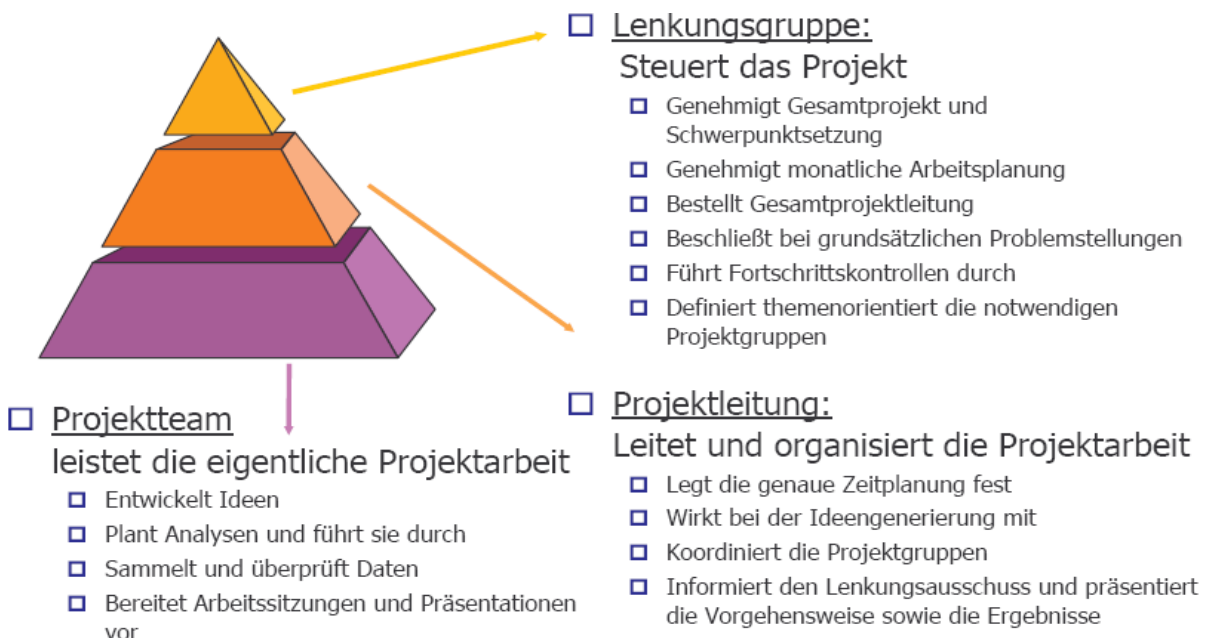 Lenkungsgruppe:
Steuert das Projekt
Genehmigt Gesamtprojekt und
Schwerpunktsetzung
Genehmigt monatliche Arbeitsplanung
Bestellt Gesamtprojektleitung
Beschließt bei grundsätzlichen Problemstellungen
Führt Fortschrittskontrollen durch
Definiert themenorientiert die notwendigen
Projektgruppen
Projektteam
leistet die eigentliche Projektarbeit
Entwickelt Ideen
Plant Analysen und führt sie durch
Sammelt und überprüft Daten
Bereitet Arbeitssitzungen und Präsentationen
vor
Projektleitung:
Leitet und organisiert die Projektarbeit
Legt die genaue Zeitplanung fest
Wirkt bei der Ideengenerierung mit
Koordiniert die Projektgruppen
Informiert den Lenkungsausschuss und präsentiert
die Vorgehensweise sowie die Ergebnisse